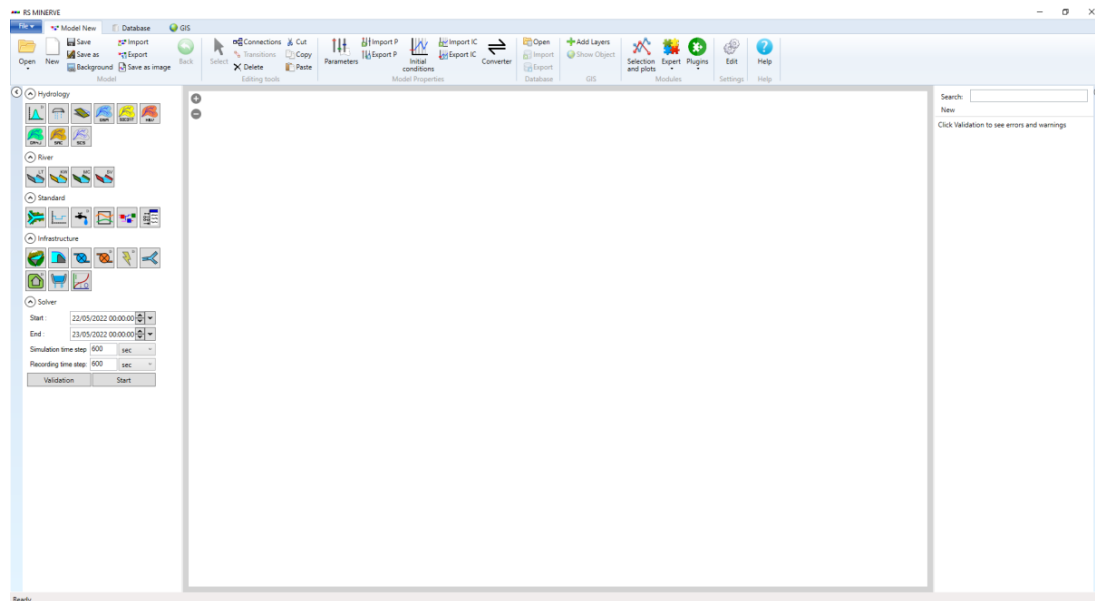 RS MINERVE
File Model New Database GIS
Open New Save Save as Background Import Export Save as image Back Select Connections Transitions Delete Cut Copy Paste Parameters Import P Export P Initial conditions Import IC Export IC Converter Open Import Export Add Layers Show Object Selection and plots Expert Plugins Edit Help
Model Editing tools Model Properties Database GIS Modules Settings Help
Hydrology
GSM HBV
SAC SCS
River
Standard
Infrastructure
Solver
Start : 22/05/2022 00:00:00
End : 23/05/2022 00:00:00
Simulation time step 600 sec
Recording time step: 600 sec
Validation Start
Search:
New
Click Validation to see errors and warnings
Ready